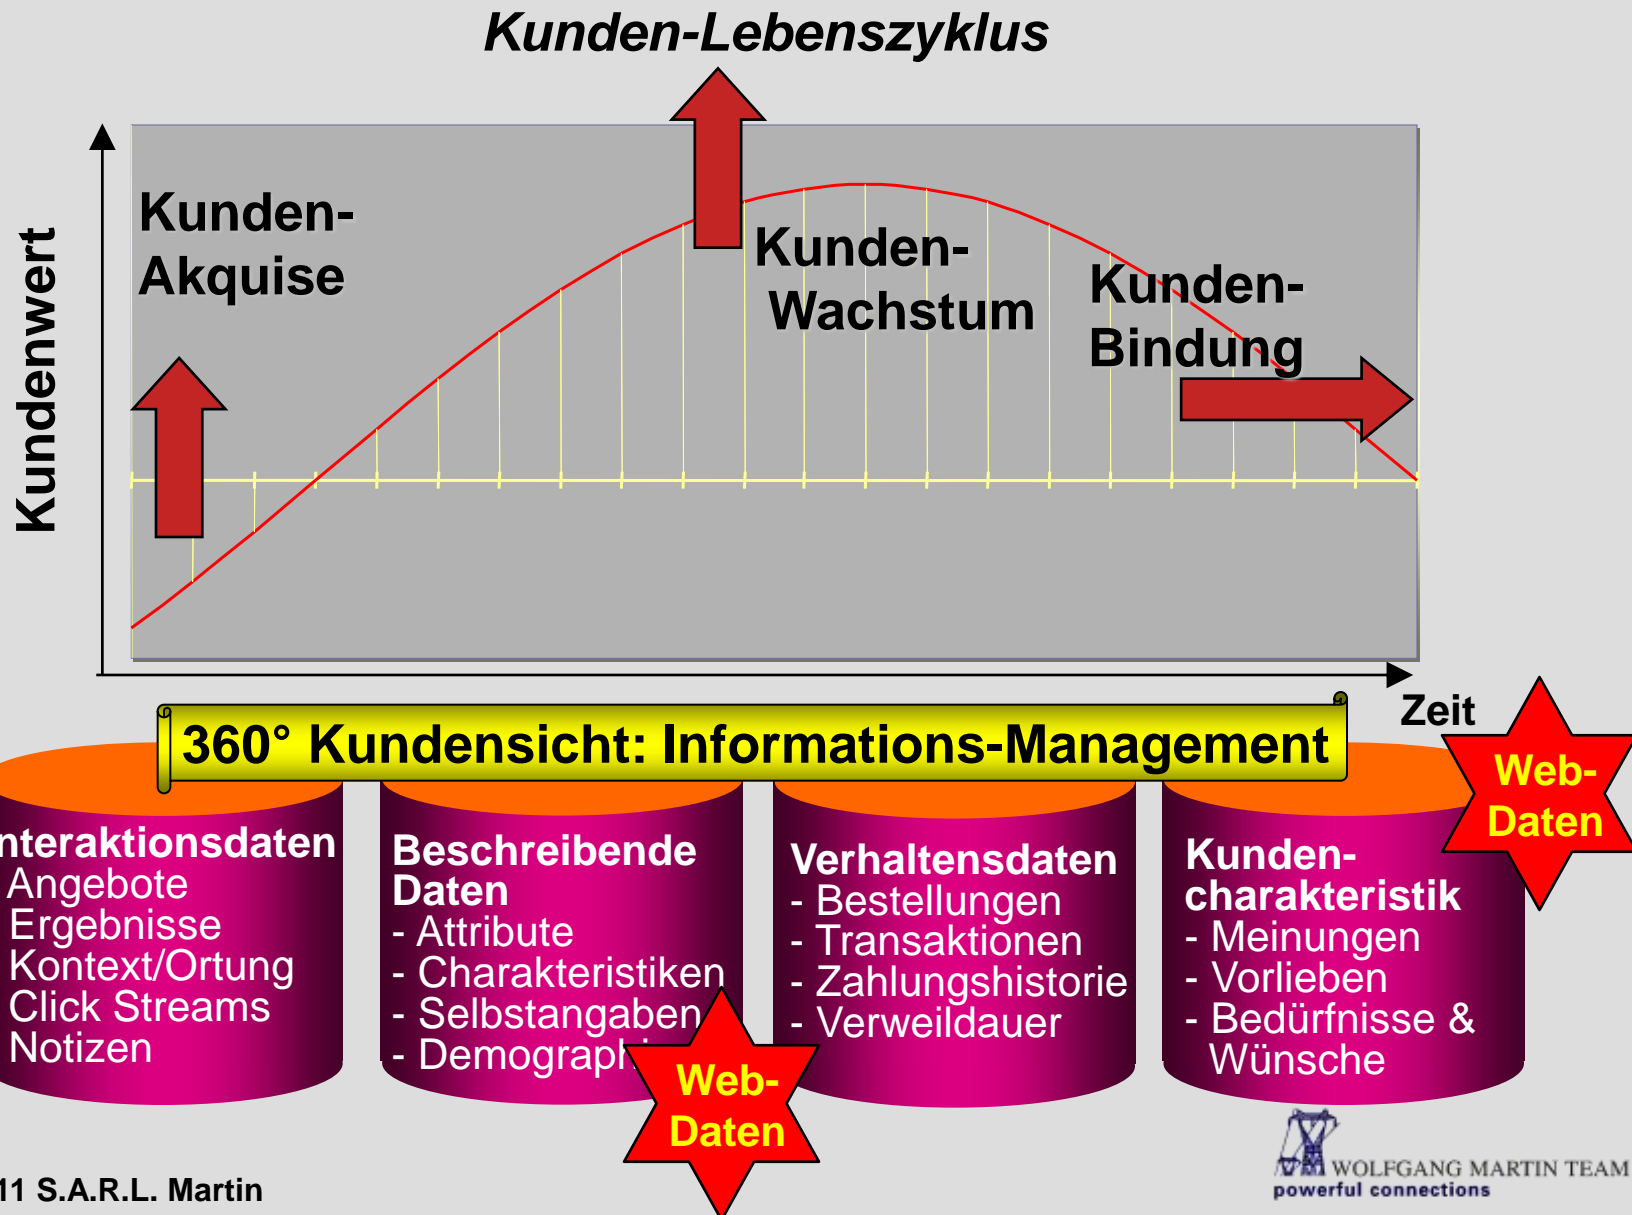 Kunden-Lebenszyklus
Kundenwert
Kunden-
Akquise
Kunden-
Wachstum
Kunden-
Bindung
Zeit
360° Kundensicht: Informations-Management
Web-
Daten
nteraktionsdaten
Angebote
Ergebnisse
Kontext/Ortung
Click Streams
Notizen
Beschreibende
Daten
- Attribute
- Charakteristiken
- Selbstangaben
- Demographi
Web-
Daten
Verhaltensdaten
- Bestellungen
- Transaktionen
- Zahlungshistorie
- Verweildauer
Kunden-
charakteristik
- Meinungen
- Vorlieben
- Bedürfnisse &
Wünsche
11 S.A.R.L. Martin
WOLFGANG MARTIN TEAM
powerful connections